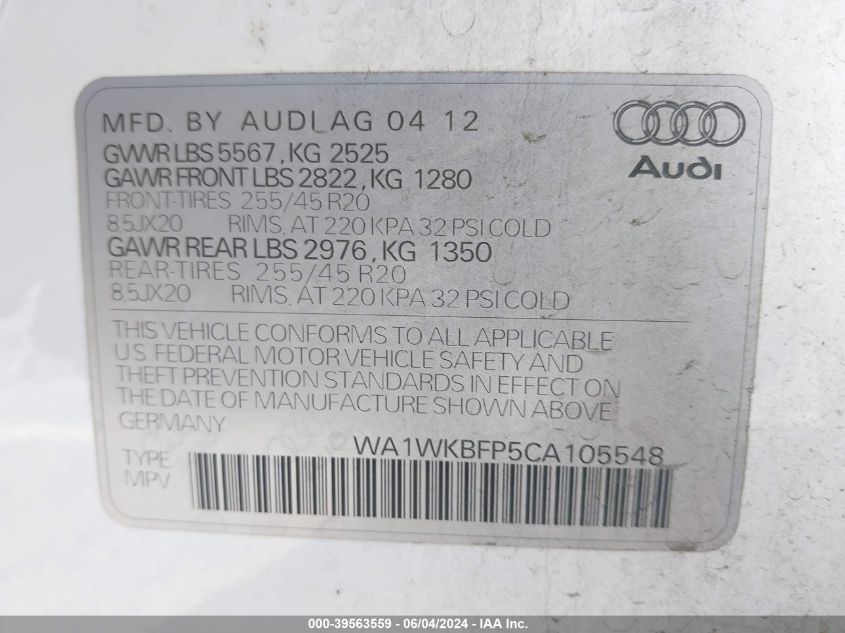 MFD. BY AUDI AG 04 12
GVWR LBS 5567, KG 2525
GAWR FRONT LBS 2822, KG 1280
FRONT-TIRES 255/45 R20
8,5JX20 RIMS, AT 220 KPA 32 PSI COLD
GAWR REAR LBS 2976, KG 1350
REAR-TIRES 255/45 R20
8,5JX20 RIMS, AT 220 KPA 32 PSI COLD
Audi
THIS VEHICLE CONFORMS TO ALL APPLICABLE
U.S. FEDERAL MOTOR VEHICLE SAFETY AND
THEFT PREVENTION STANDARDS IN EFFECT ON
THE DATE OF MANUFACTURE SHOWN ABOVE
GERMANY
WA1WKBFP5CA105548
TYPE
MPV
000-39563559 - 06/04/2024 - IAA Inc.